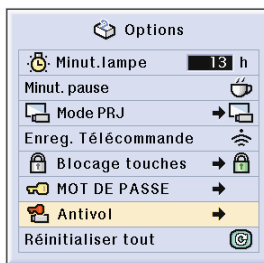 Options
Minut.lampe 13 h
Minut. pause
Mode PRJ
Enreg. Télécommande
Blocage touches
MOT DE PASSE
Antivol
Réinitialiser tout